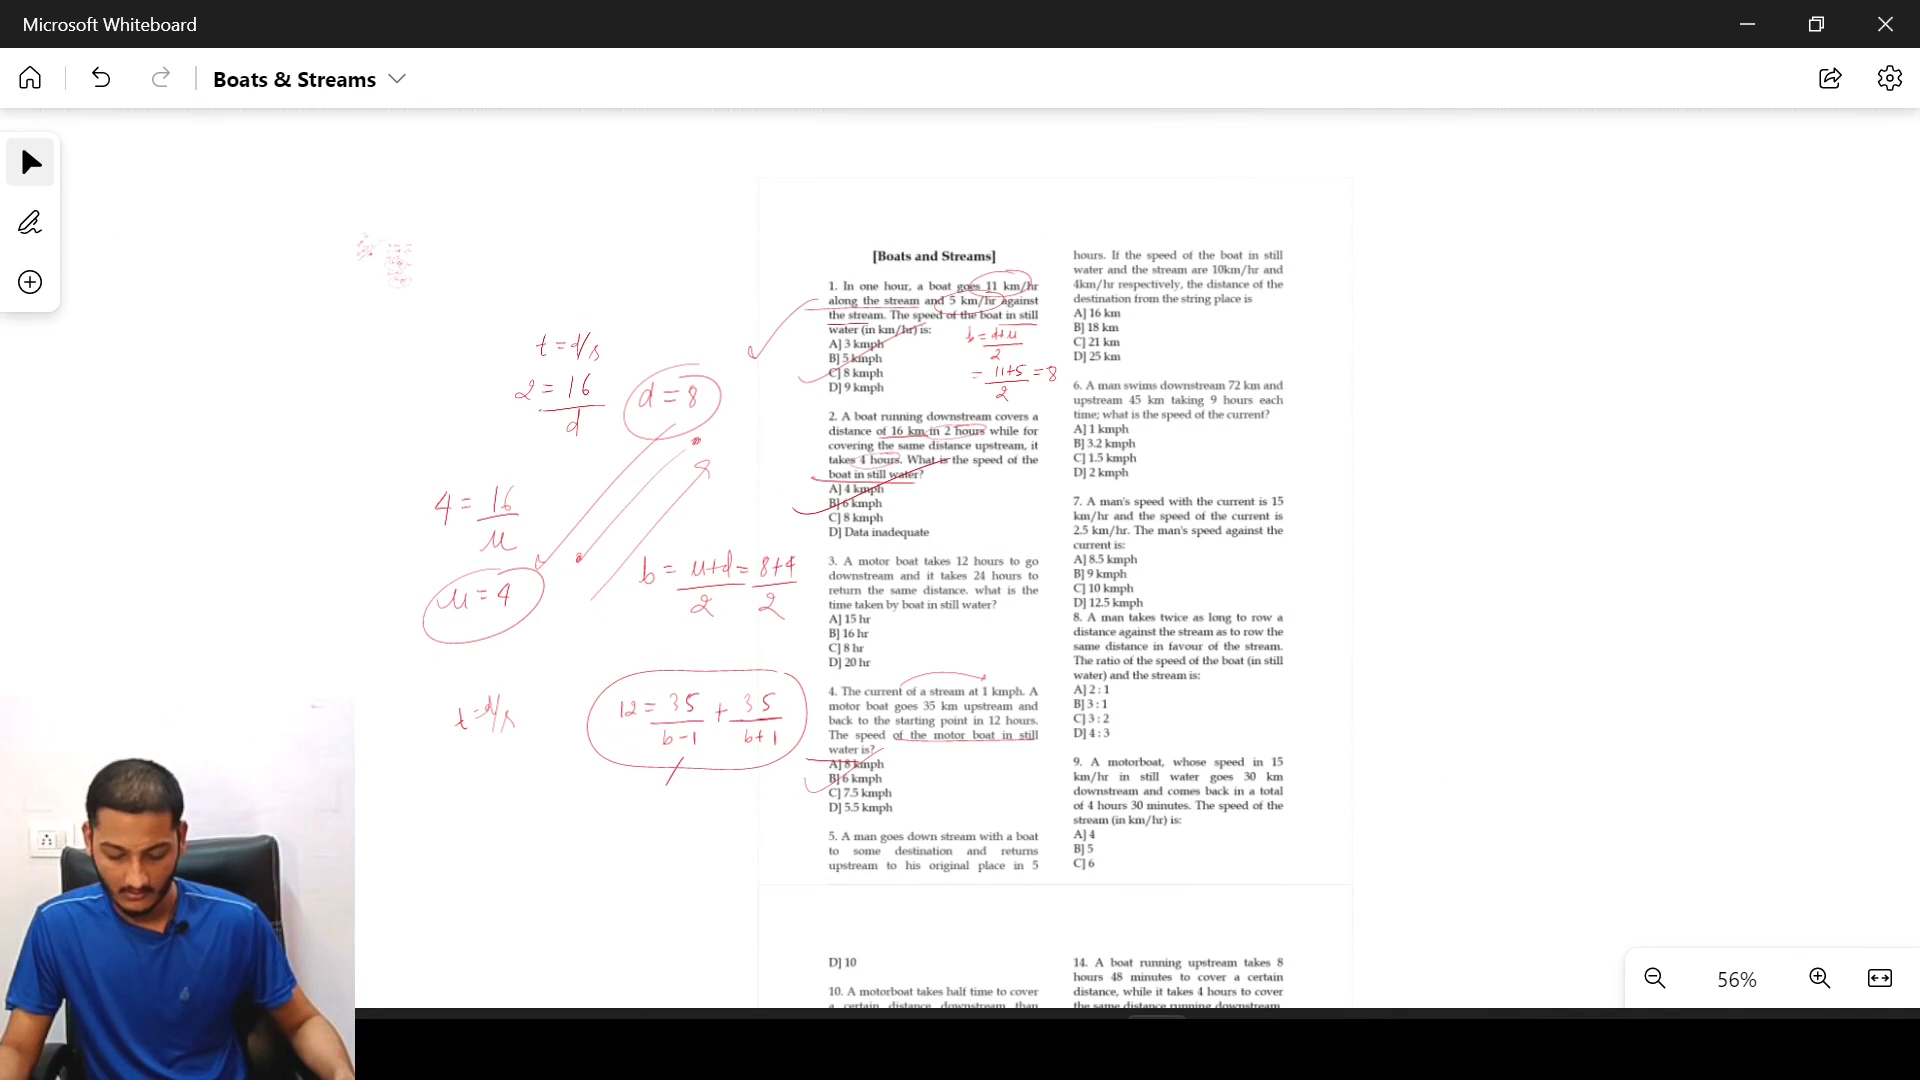 Microsoft Whiteboard
Boats & Streams
[Boats and Streams]
1. In one hour, a boat goes 11 km/hr
along the stream and 5 km/hr against
the stream. The speed of the boat in still
water (in km/hr) is:
A] 3 kmph
B] 5 kmph
C] 8 kmph
D] 9 kmph
b = d+u
2
= 11+5 = 8
2
2. A boat running downstream covers a
distance of 16 km in 2 hours while for
covering the same distance upstream, it
takes 4 hours. What is the speed of the
boat in still water?
A] 4 kmph
B] 6 kmph
C] 8 kmph
D] Data inadequate
3. A motor boat takes 12 hours to go
downstream and it takes 24 hours to
return the same distance. what is the
time taken by boat in still water?
A] 15 hr
B] 16 hr
C] 8 hr
D] 20 hr
4. The current of a stream at 1 kmph. A
motor boat goes 35 km upstream and
back to the starting point in 12 hours.
The speed of the motor boat in still
water is?
A] 8 kmph
B] 6 kmph
C] 7.5 kmph
D] 5.5 kmph
5. A man goes down stream with a boat
to some destination and returns
upstream to his original place in 5
hours. If the speed of the boat in still
water and the stream are 10km/hr and
4km/hr respectively, the distance of the
destination from the string place is
A] 16 km
B] 18 km
C] 21 km
D] 25 km
6. A man swims downstream 72 km and
upstream 45 km taking 9 hours each
time; what is the speed of the current?
A] 1 kmph
B] 3.2 kmph
C] 1.5 kmph
D] 2 kmph
7. A man's speed with the current is 15
km/hr and the speed of the current is
2.5 km/hr. The man's speed against the
current is:
A] 8.5 kmph
B] 9 kmph
C] 10 kmph
D] 12.5 kmph
8. A man takes twice as long to row a
distance against the stream as to row the
same distance in favour of the stream.
The ratio of the speed of the boat (in still
water) and the stream is:
A] 2 : 1
B] 3 : 1
C] 3 : 2
D] 4 : 3
9. A motorboat, whose speed in 15
km/hr in still water goes 30 km
downstream and comes back in a total
of 4 hours 30 minutes. The speed of the
stream (in km/hr) is:
A] 4
B] 5
C] 6
D] 10
10. A motorboat takes half time to cover
a certain distance downstream than
14. A boat running upstream takes 8
hours 48 minutes to cover a certain
distance, while it takes 4 hours to cover
the same distance running downstream.
t = d/s
2 = 16
d
d = 8
4 = 16
u
u = 4
b = u+d = 8+4
2 2
t = d/s
12 = 35 + 35
b-1 b+1
56%